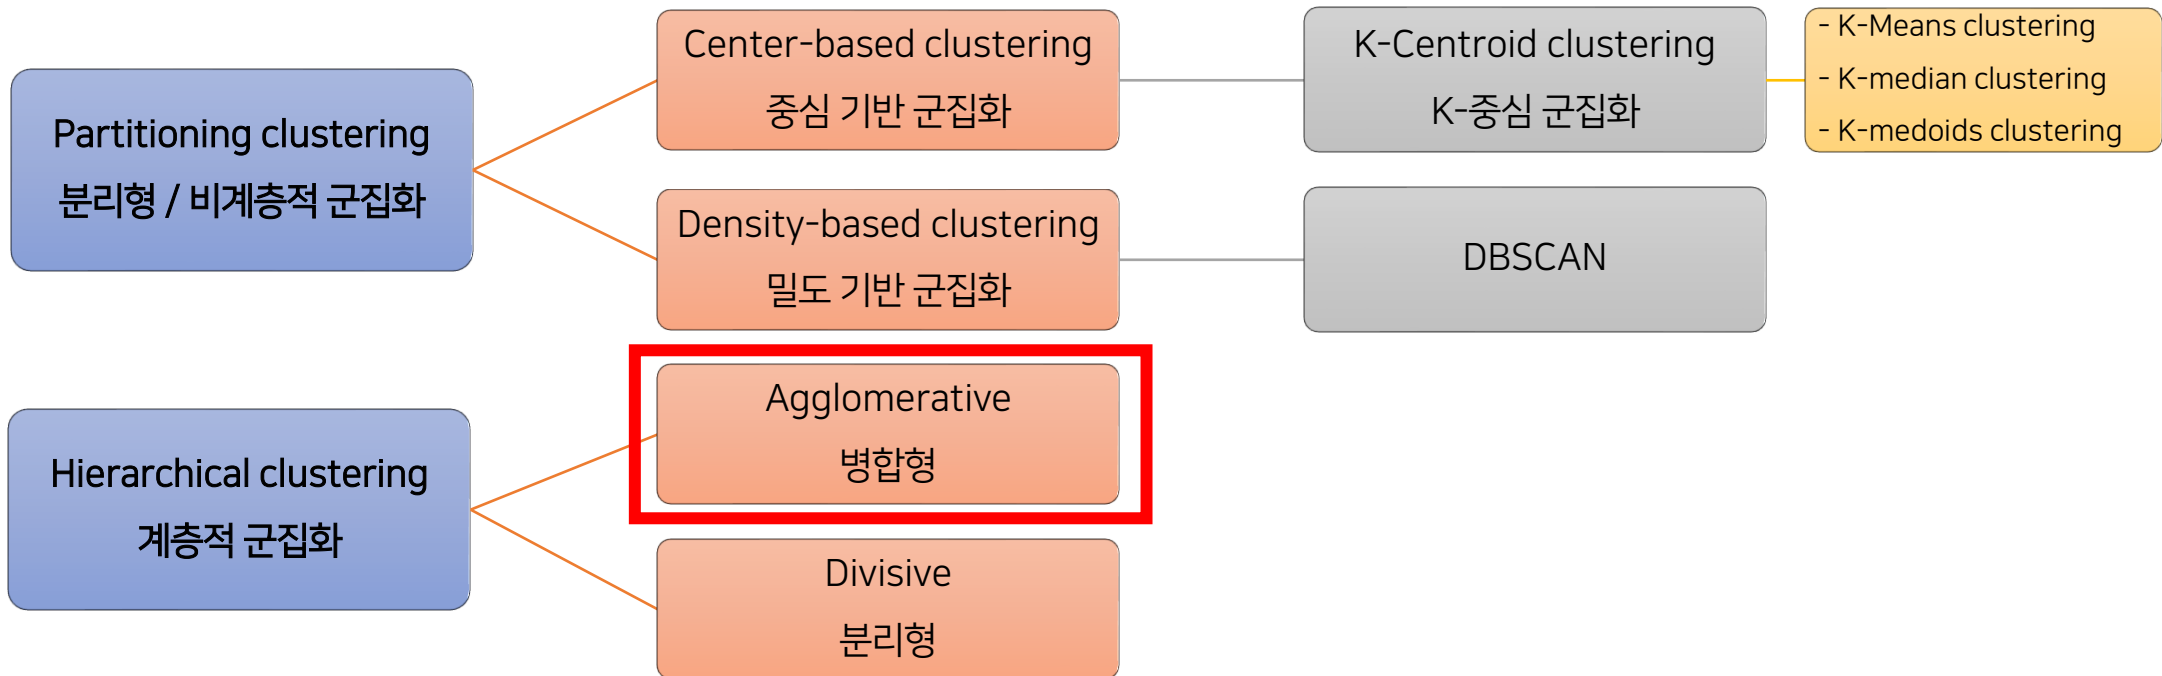 Partitioning clustering
분리형 / 비계층적 군집화
Center-based clustering
중심 기반 군집화
K-Centroid clustering
K-중심 군집화
- K-Means clustering
- K-median clustering
- K-medoids clustering
Density-based clustering
밀도 기반 군집화
DBSCAN
Hierarchical clustering
계층적 군집화
Agglomerative
병합형
Divisive
분리형